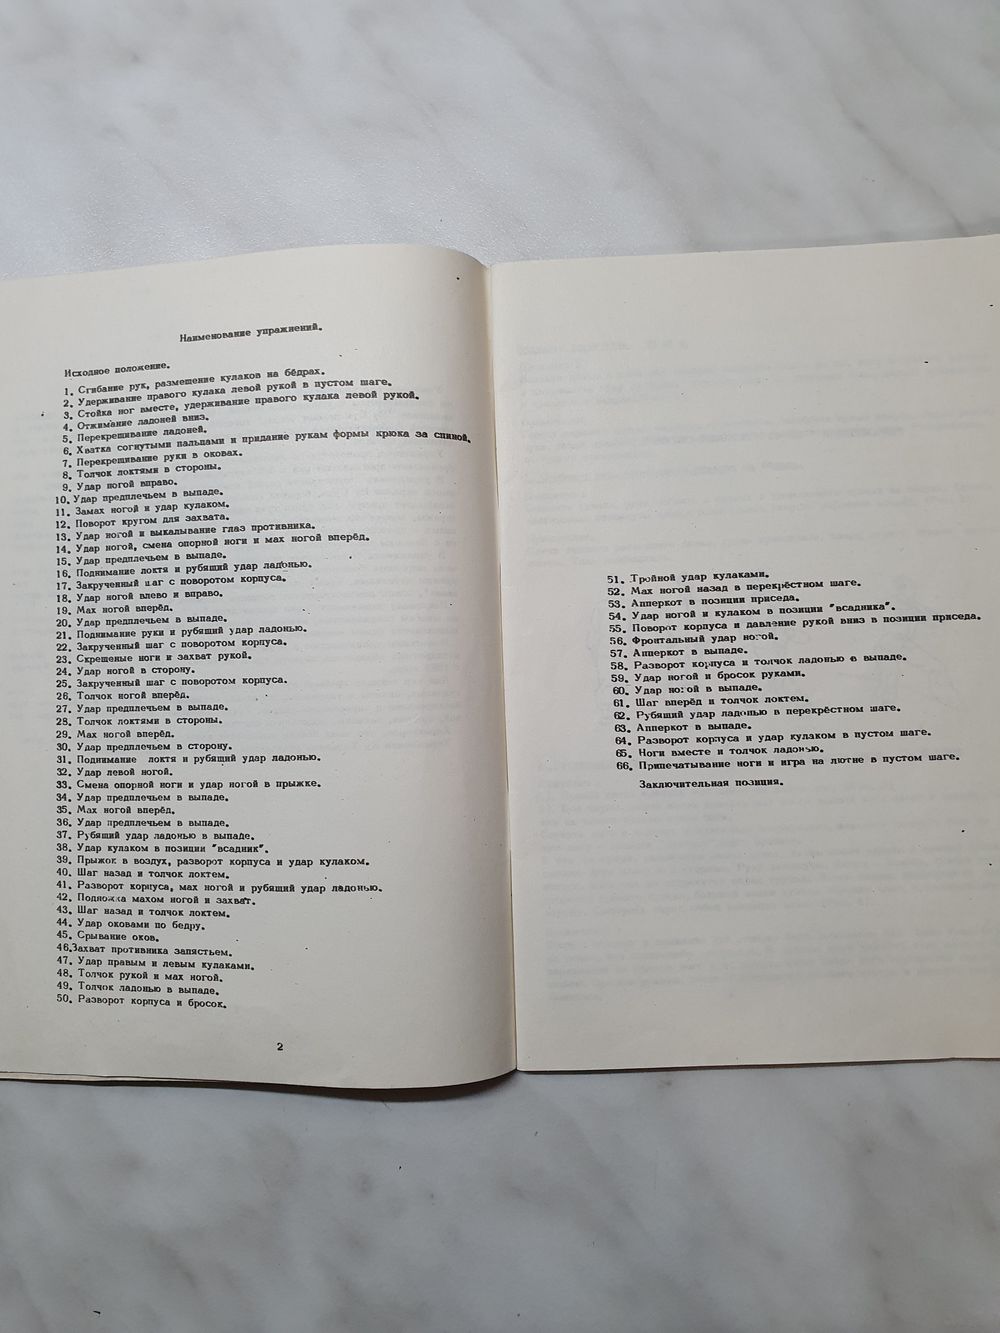 Наименование упражнений.
Исходное положение.
1. Сгибание рук, размещение кулаков на бёдрах.
2. Удерживание правого кулака левой рукой в пустом шаге.
3. Стойка ног вместе, удерживание правого кулака левой рукой.
4. Отжимание ладоней вниз.
5. Перекрещивание ладоней.
6. Хватка согнутыми пальцами и придание рукам формы крюка за спиной.
7. Перекрещивание руки в оковах.
8. Толчок локтями в стороны.
9. Удар ногой вправо.
10. Удар предплечьем в выпаде.
11. Замах ногой и удар кулаком.
12. Поворот кругом для захвата.
13. Удар ногой и выкалывание глаз противника.
14. Удар ногой, смена опорной ноги и мах ногой вперёд.
15. Удар предплечьем в выпаде.
16. Поднимание локтя и рубящий удар ладонью.
17. Закрученный шаг с поворотом корпуса.
18. Удар ногой влево и вправо.
19. Мах ногой вперёд.
20. Удар предплечьем в выпаде.
21. Поднимание руки и рубящий удар ладонью.
22. Закрученный шаг с поворотом корпуса.
23. Скрещеные ноги и захват рукой.
24. Удар ногой в сторону.
25. Закрученный шаг с поворотом корпуса.
26. Толчок ногой вперёд.
27. Удар предплечьем в выпаде.
28. Толчок локтями в стороны.
29. Мах ногой вперёд.
30. Удар предплечьем в сторону.
31. Поднимание локтя и рубящий удар ладонью.
32. Удар левой ногой.
33. Смена опорной ноги и удар ногой в прыжке.
34. Удар предплечьем в выпаде.
35. Мах ногой вперёд.
36. Удар предплечьем в выпаде.
37. Рубящий удар ладонью в выпаде.
38. Удар кулаком в позиции "всадник".
39. Прыжок в воздух, разворот корпуса и удар кулаком.
40. Шаг назад и толчок локтем.
41. Разворот корпуса, мах ногой и рубящий удар ладонью.
42. Подножка махом ногой и захват.
43. Шаг назад и толчок локтем.
44. Удар оковами по бедру.
45. Срывание оков.
46.Захват противника запястьем.
47. Удар правым и левым кулаками.
48. Толчок рукой и мах ногой.
49. Толчок ладонью в выпаде.
50. Разворот корпуса и бросок.
2
51. Тройной удар кулаками.
52. Мах ногой назад в перекрёстном шаге.
53. Апперкот в позиции приседа.
54. Удар ногой и кулаком в позиции "всадника".
55. Поворот корпуса и давление рукой вниз в позиции приседа.
56. Фронтальный удар ногой.
57. Апперкот в выпаде.
58. Разворот корпуса и толчок ладонью в выпаде.
59. Удар ногой и бросок руками.
60. Удар ногой в выпаде.
61. Шаг вперёд и толчок локтем.
62. Рубящий удар ладонью в перекрёстном шаге.
63. Апперкот в выпаде.
64. Разворот корпуса и удар кулаком в пустом шаге.
65. Ноги вместе и толчок ладонью.
66. Припечатывание ноги и игра на лютне в пустом шаге.
Заключительная позиция.